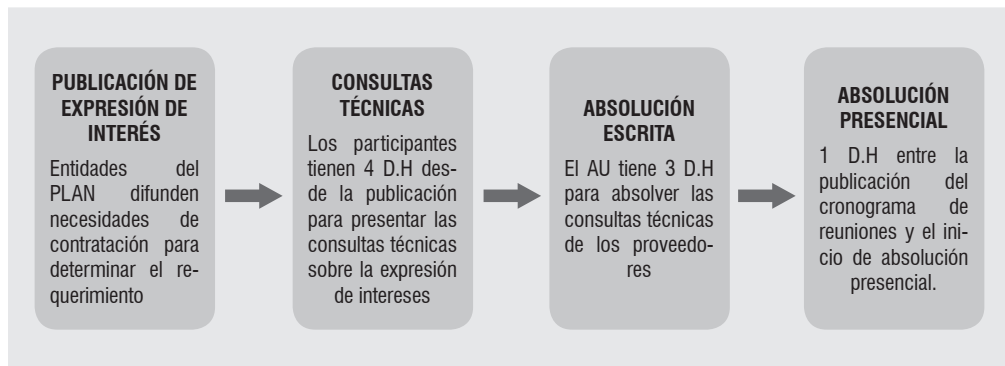 PUBLICACIÓN DE
EXPRESIÓN DE
INTERÉS
Entidades del
PLAN difunden
necesidades de
contratación para
determinar el re-
querimiento
CONSULTAS
TÉCNICAS
Los participantes
tienen 4 D.H des-
de la publicación
para presentar las
consultas técnicas
sobre la expresión
de intereses
ABSOLUCIÓN
ESCRITA
El AU tiene 3 D.H
para absolver las
consultas técnicas
de los proveedo-
res
ABSOLUCIÓN
PRESENCIAL
1 D.H entre la
publicación del
cronograma de
reuniones y el ini-
cio de absolución
presencial.